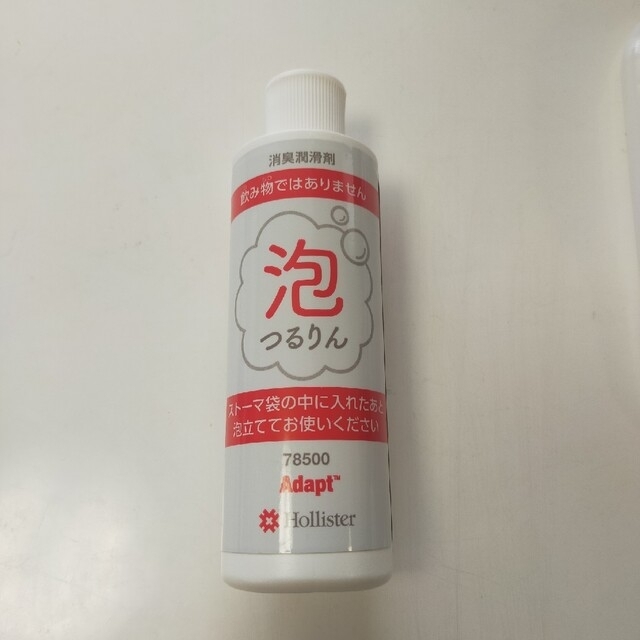 消臭潤滑剤
飲み物ではありません
泡
つるりん
ストーマ袋の中に入れたあと
泡立ててお使いください
78500
Adapt™
Hollister